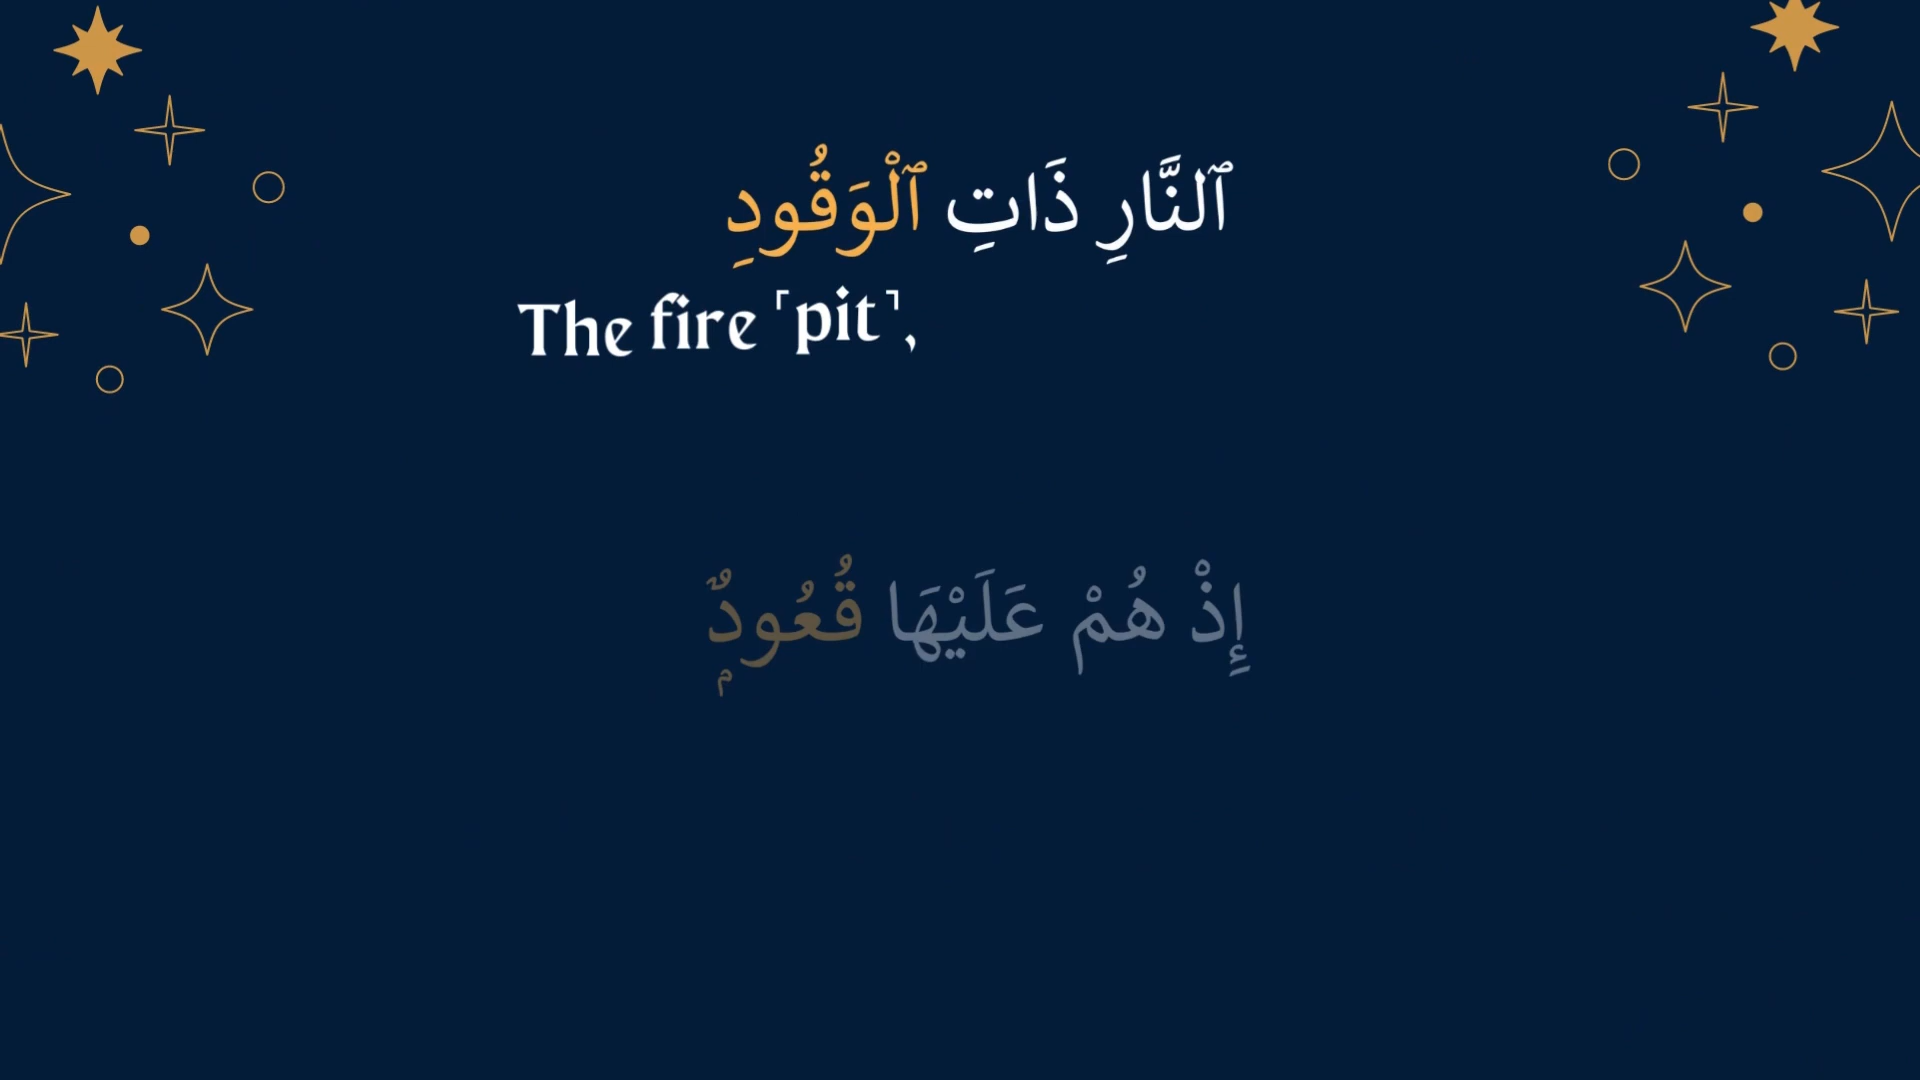 ٱلنَّارِ ذَاتِ ٱلْوَقُودِ
The fire ⸢pit⸣,
إِذْ هُمْ عَلَيْهَا قُعُودٌۭ